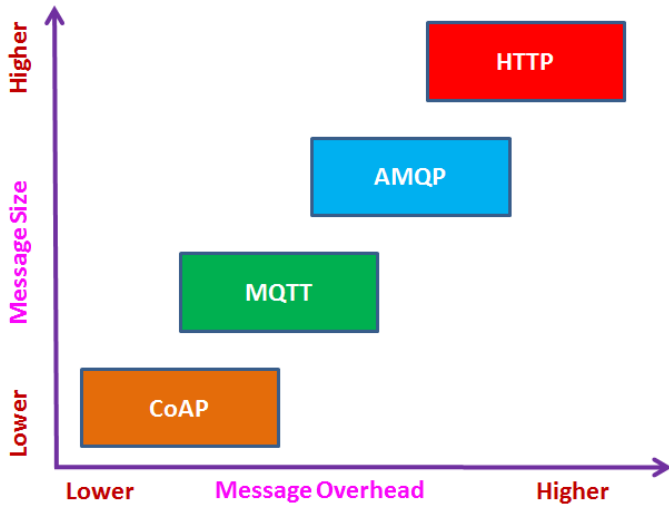 Higher
HTTP
AMQP
Message Size
MQTT
Lower
CoAP
Lower
Message Overhead
Higher